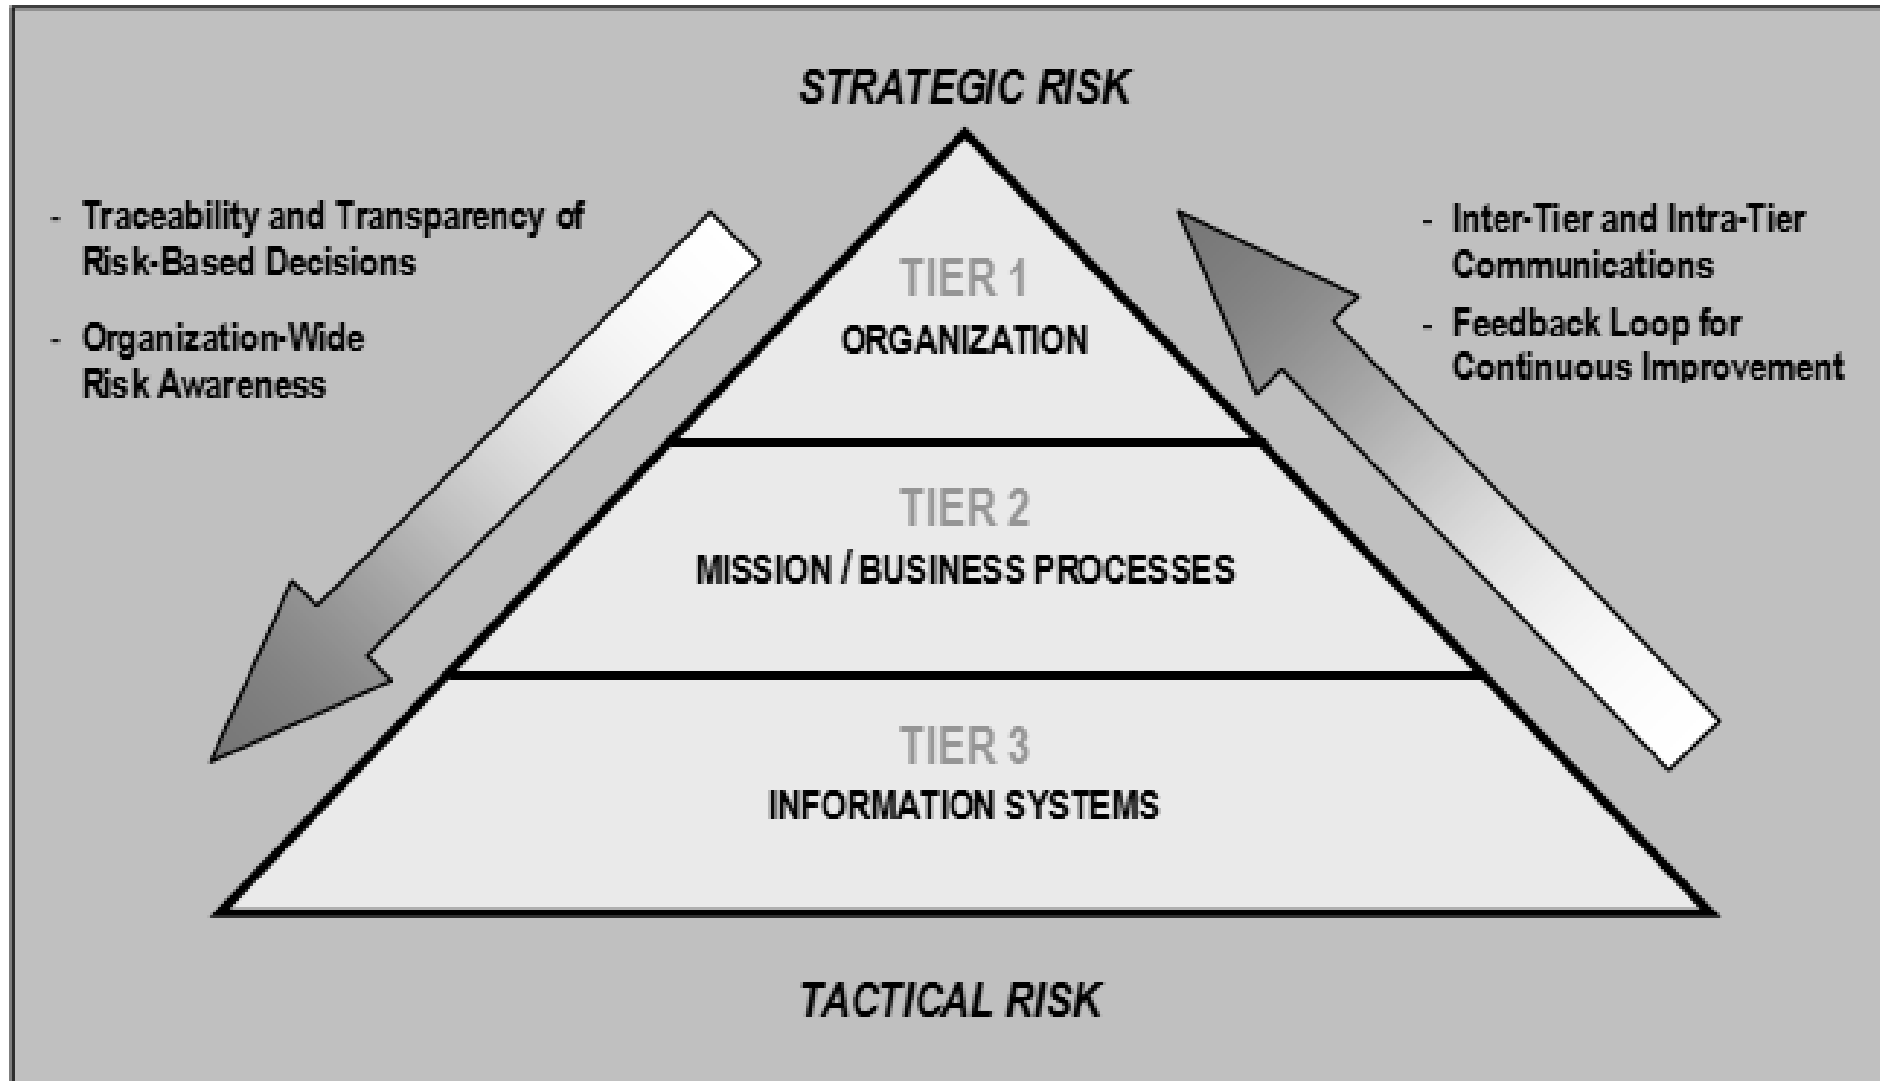 STRATEGIC RISK
- Traceability and Transparency of
Risk-Based Decisions
- Organization-Wide
Risk Awareness
- Inter-Tier and Intra-Tier
Communications
- Feedback Loop for
Continuous Improvement
TIER 1
ORGANIZATION
TIER 2
MISSION / BUSINESS PROCESSES
TIER 3
INFORMATION SYSTEMS
TACTICAL RISK